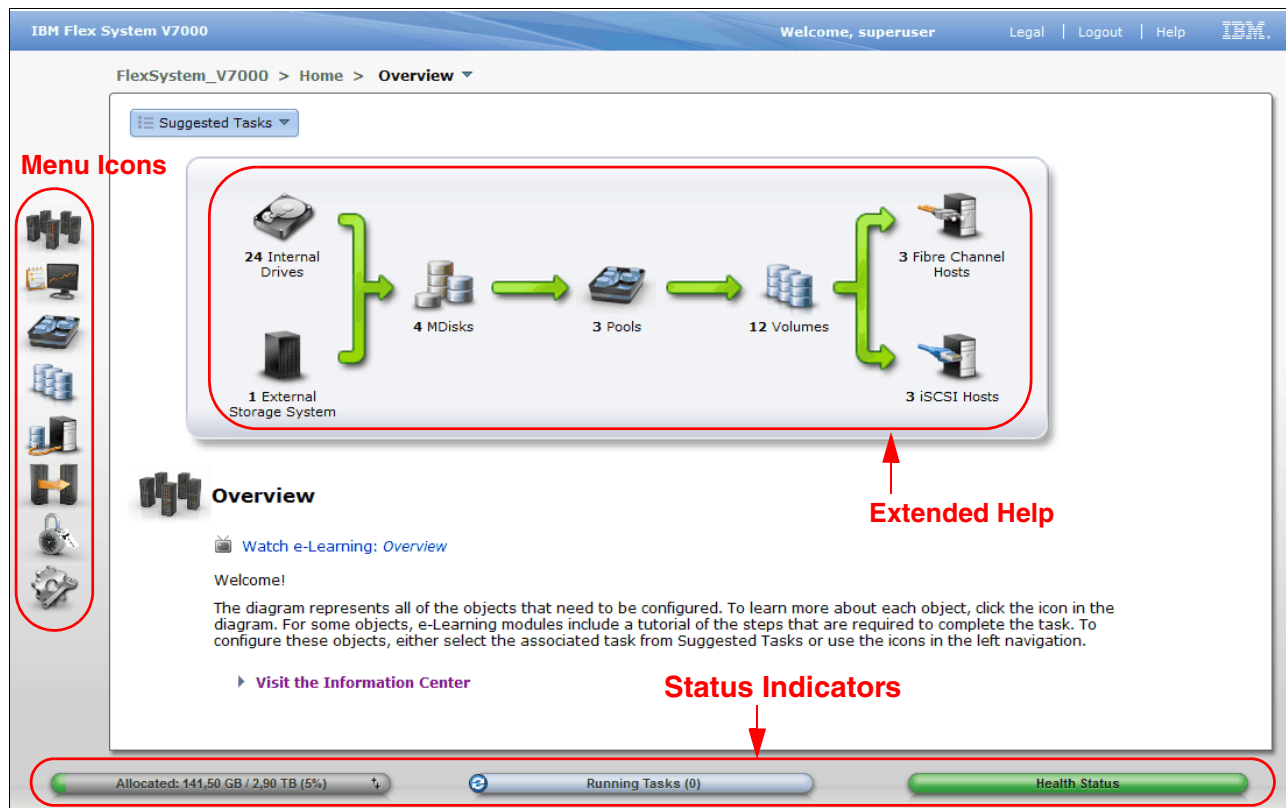 IBM Flex System V7000
Welcome, superuser
Legal | Logout | Help
IBM.
FlexSystem_V7000 > Home > Overview
Suggested Tasks
Menu Icons
24 Internal
Drives
4 MDisks
3 Pools
12 Volumes
3 Fibre Channel
Hosts
1 External
Storage System
3 iSCSI Hosts
Extended Help
Overview
Watch e-Learning: Overview
Welcome!
The diagram represents all of the objects that need to be configured. To learn more about each object, click the icon in the
diagram. For some objects, e-Learning modules include a tutorial of the steps that are required to complete the task. To
configure these objects, either select the associated task from Suggested Tasks or use the icons in the left navigation.
Visit the Information Center
Status Indicators
Allocated: 141,50 GB / 2,90 TB (5%)
Running Tasks (0)
Health Status